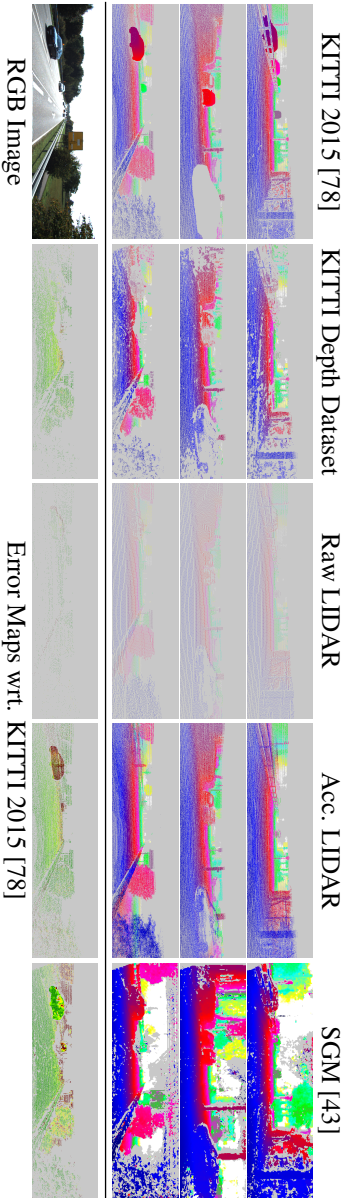 KITTI 2015 [78]
KITTI Depth Dataset
Raw LIDAR
Acc. LIDAR
SGM [43]
RGB Image
Error Maps wrt. KITTI 2015 [78]